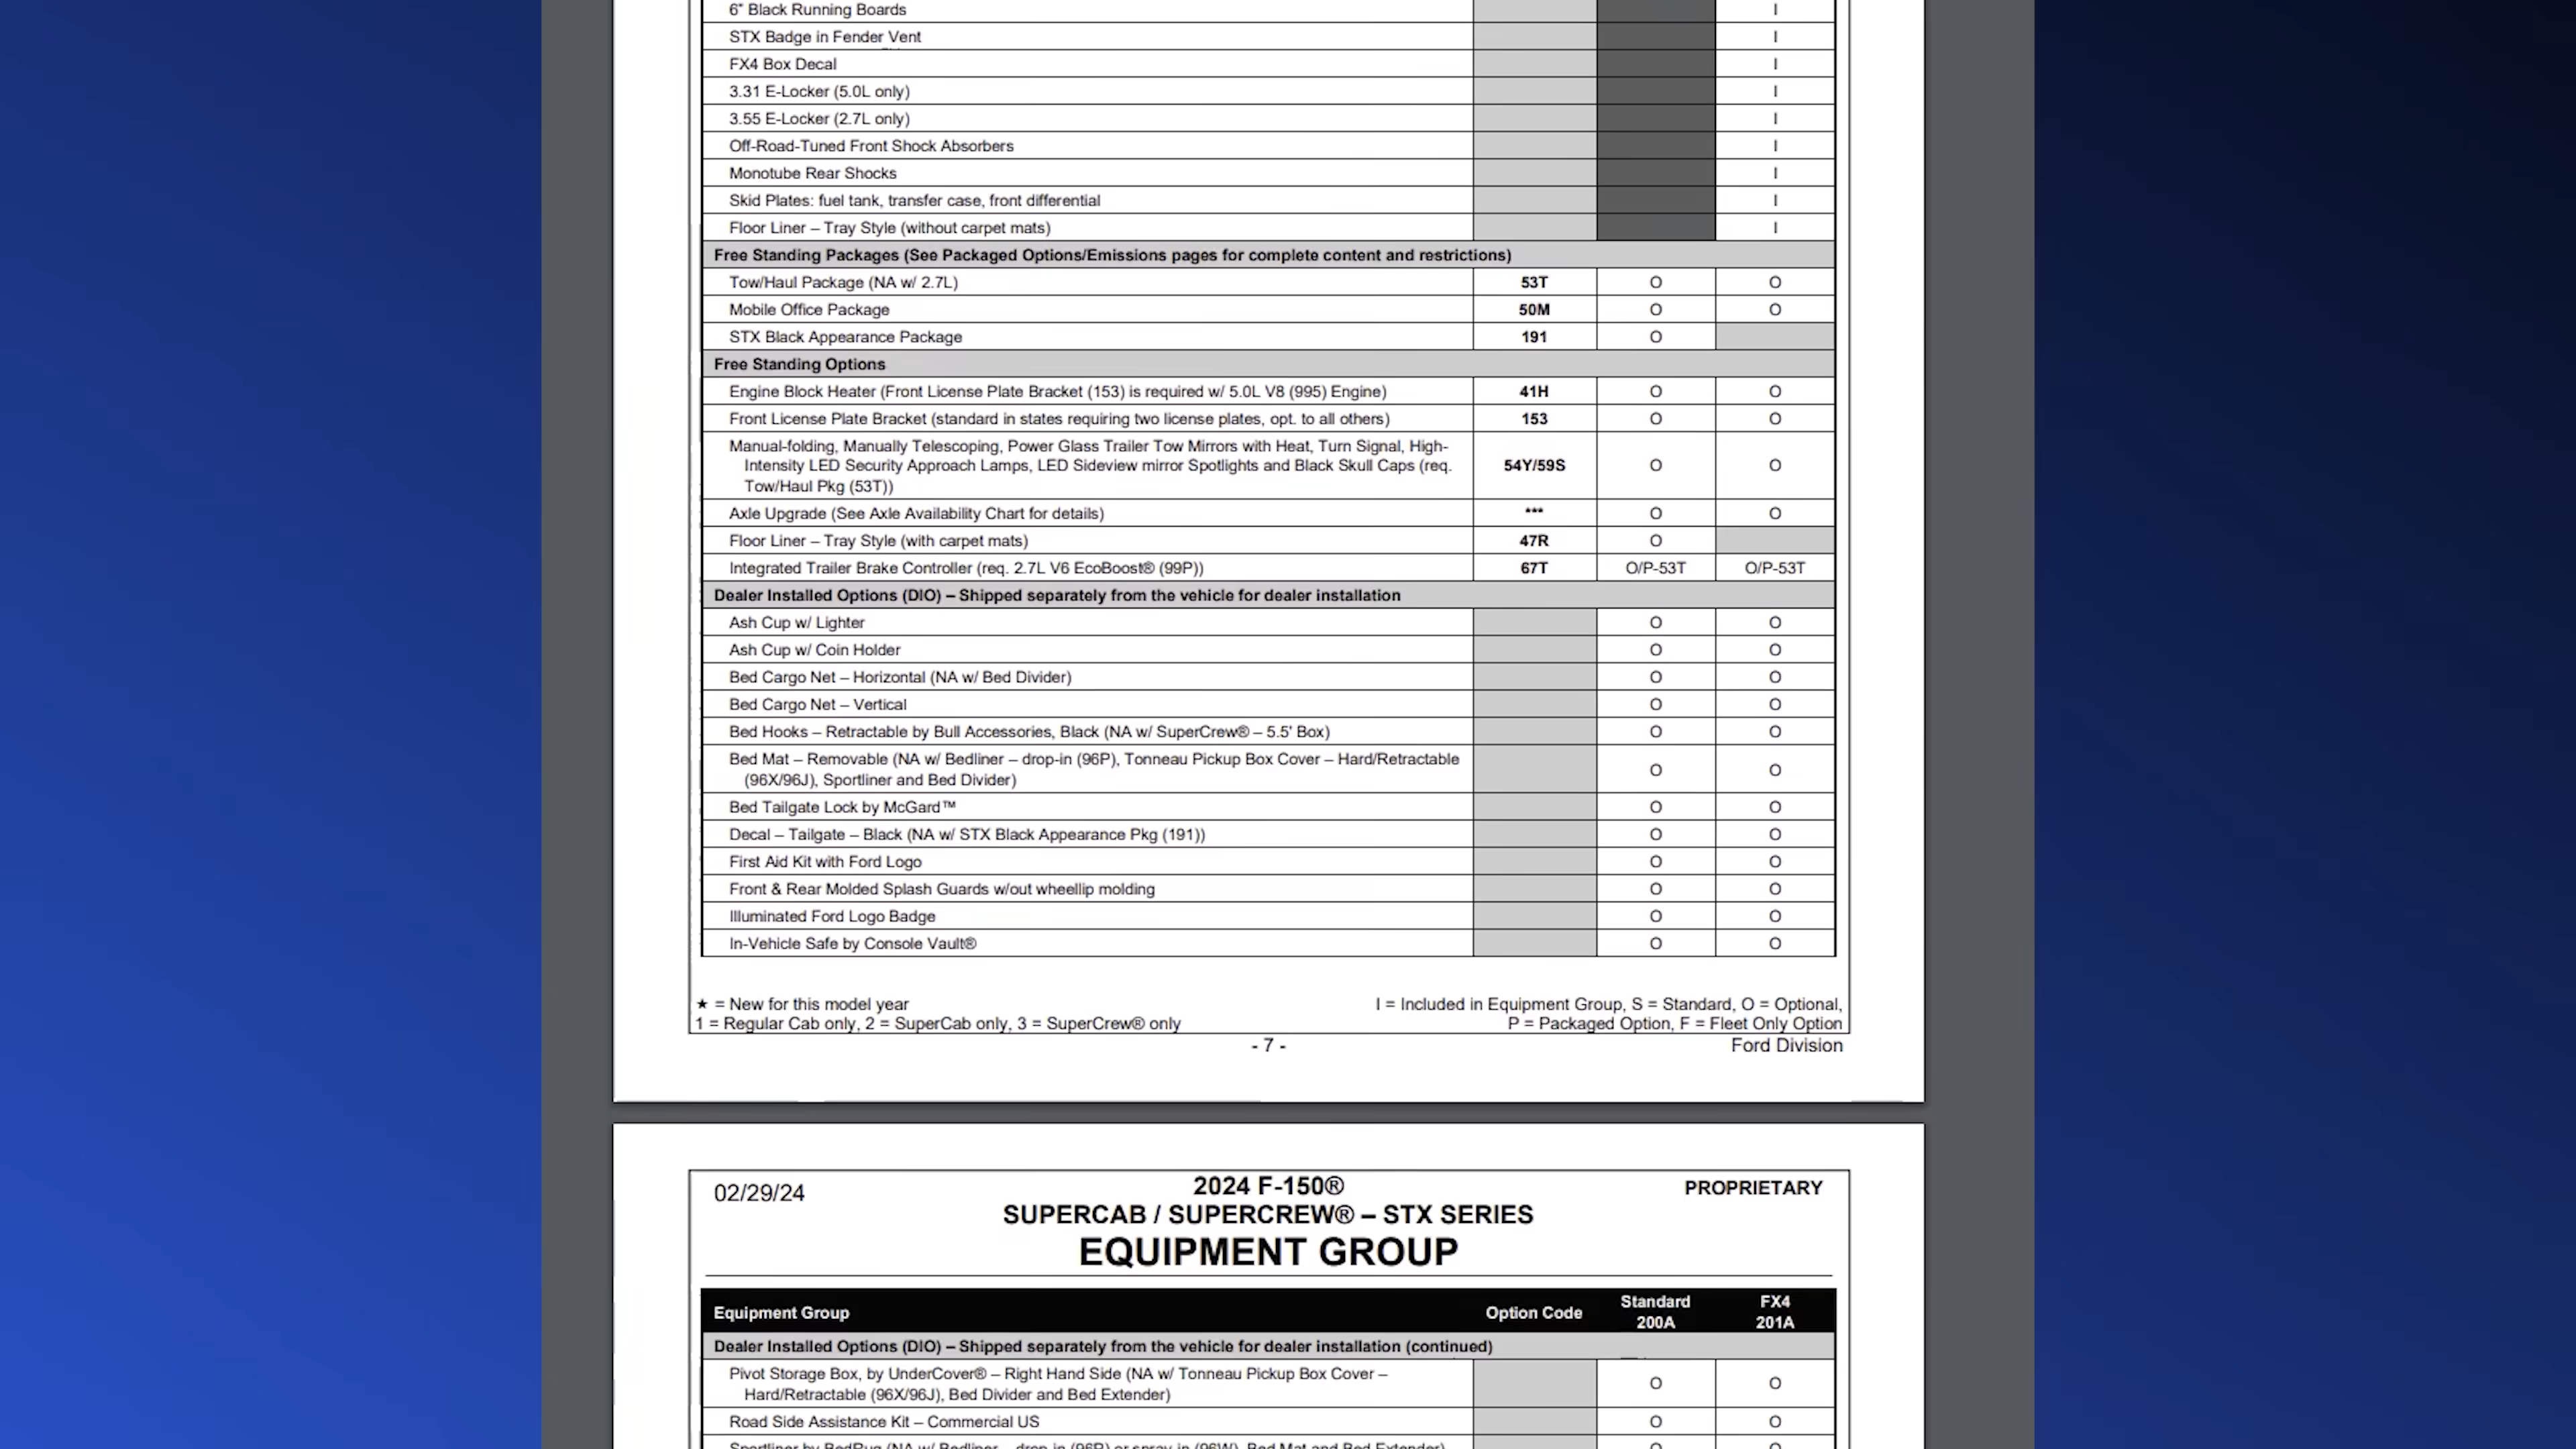 6" Black Running Boards I
STX Badge in Fender Vent I
FX4 Box Decal I
3.31 E-Locker (5.0L only) I
3.55 E-Locker (2.7L only) I
Off-Road-Tuned Front Shock Absorbers I
Monotube Rear Shocks I
Skid Plates: fuel tank, transfer case, front differential I
Floor Liner – Tray Style (without carpet mats) I
Free Standing Packages (See Packaged Options/Emissions pages for complete content and restrictions)
Tow/Haul Package (NA w/ 2.7L) 53T O O
Mobile Office Package 50M O O
STX Black Appearance Package 191 O
Free Standing Options
Engine Block Heater (Front License Plate Bracket (153) is required w/ 5.0L V8 (995) Engine) 41H O O
Front License Plate Bracket (standard in states requiring two license plates, opt. to all others) 153 O O
Manual-folding, Manually Telescoping, Power Glass Trailer Tow Mirrors with Heat, Turn Signal, High-
Intensity LED Security Approach Lamps, LED Sideview mirror Spotlights and Black Skull Caps (req. 54Y/59S O O
Tow/Haul Pkg (53T))
Axle Upgrade (See Axle Availability Chart for details) *** O O
Floor Liner – Tray Style (with carpet mats) 47R O
Integrated Trailer Brake Controller (req. 2.7L V6 EcoBoost® (99P)) 67T O/P-53T O/P-53T
Dealer Installed Options (DIO) – Shipped separately from the vehicle for dealer installation
Ash Cup w/ Lighter O O
Ash Cup w/ Coin Holder O O
Bed Cargo Net – Horizontal (NA w/ Bed Divider) O O
Bed Cargo Net – Vertical O O
Bed Hooks – Retractable by Bull Accessories, Black (NA w/ SuperCrew® – 5.5' Box) O O
Bed Mat – Removable (NA w/ Bedliner – drop-in (96P), Tonneau Pickup Box Cover – Hard/Retractable
(96X/96J), Sportliner and Bed Divider) O O
Bed Tailgate Lock by McGard™ O O
Decal – Tailgate – Black (NA w/ STX Black Appearance Pkg (191)) O O
First Aid Kit with Ford Logo O O
Front & Rear Molded Splash Guards w/out wheellip molding O O
Illuminated Ford Logo Badge O O
In-Vehicle Safe by Console Vault® O O
★ = New for this model year I = Included in Equipment Group, S = Standard, O = Optional,
1 = Regular Cab only, 2 = SuperCab only, 3 = SuperCrew® only P = Packaged Option, F = Fleet Only Option
- 7 - Ford Division
02/29/24 2024 F-150® PROPRIETARY
SUPERCAB / SUPERCREW® – STX SERIES
EQUIPMENT GROUP
Equipment Group Option Code Standard 200A FX4 201A
Dealer Installed Options (DIO) – Shipped separately from the vehicle for dealer installation (continued)
Pivot Storage Box, by UnderCover® – Right Hand Side (NA w/ Tonneau Pickup Box Cover –
Hard/Retractable (96X/96J), Bed Divider and Bed Extender) O O
Road Side Assistance Kit – Commercial US O O
Sportliner by BedRug (NA w/ Bedliner – drop-in (96P) or spray-in (96W), Bed Mat and Bed Extender)